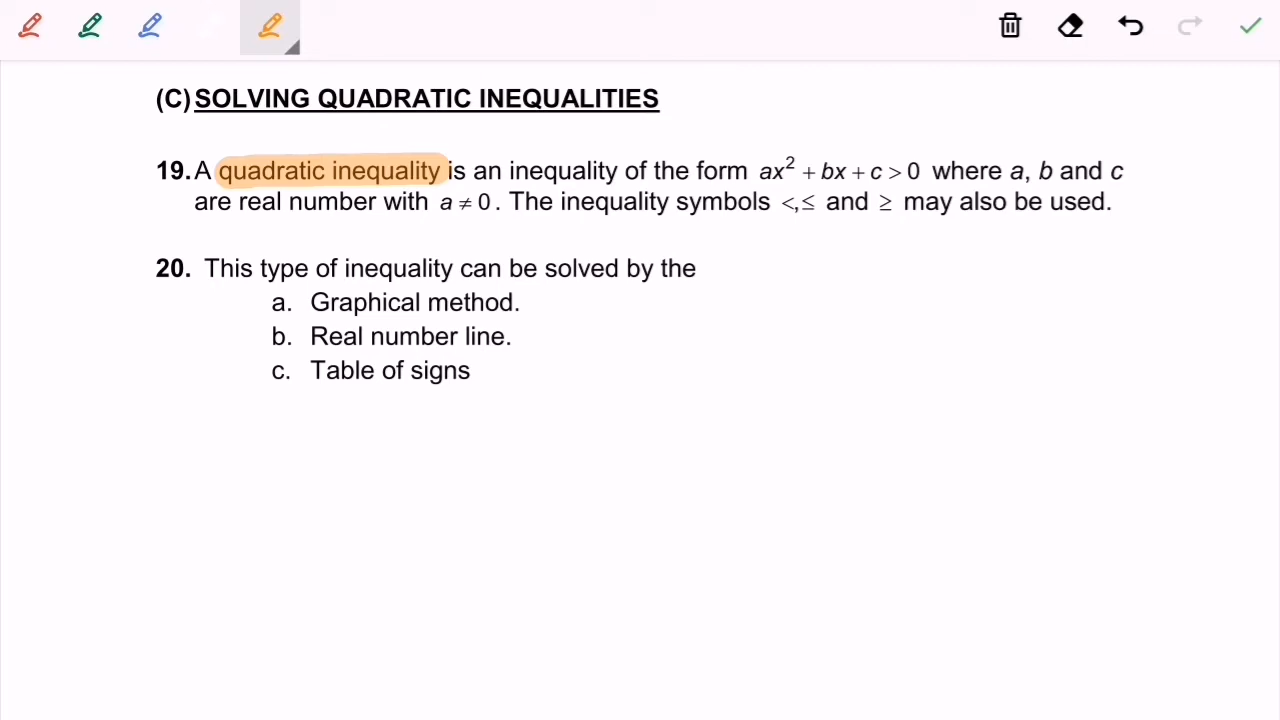 (C) SOLVING QUADRATIC INEQUALITIES
19. A quadratic inequality is an inequality of the form ax² + bx + c > 0 where a, b and c
are real number with a ≠ 0. The inequality symbols <,≤ and ≥ may also be used.
20. This type of inequality can be solved by the
a. Graphical method.
b. Real number line.
c. Table of signs